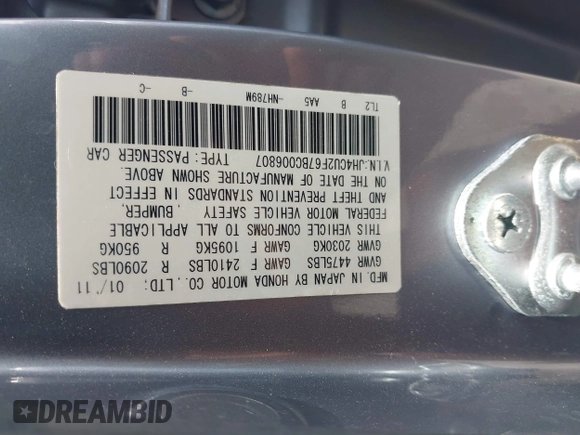 MFD. IN JAPAN BY HONDA MOTOR CO., LTD: 01/11
GVWR 4475LBS GAWR F 2410LBS R 2090LBS
GVWR 2030KG GAWR F 1095KG R 950KG
THIS VEHICLE CONFORMS TO ALL APPLICABLE
FEDERAL MOTOR VEHICLE SAFETY , BUMPER,
AND THEFT PREVENTION STANDARDS IN EFFECT
ON THE DATE OF MANUFACTURE SHOWN ABOVE.
V.I.N.:JH4CU2F67BC006807 TYPE: PASSENGER CAR
TL2 B AA5 -NH789M -B -C
DREAMBID